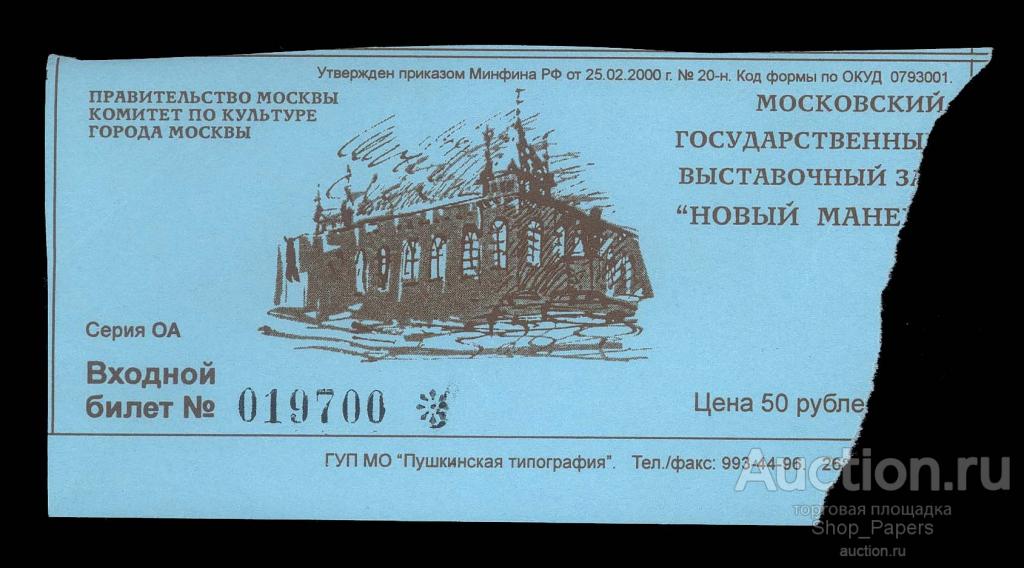 Утвержден приказом Минфина РФ от 25.02.2000 г. № 20-н. Код формы по ОКУД 0793001.
ПРАВИТЕЛЬСТВО МОСКВЫ
КОМИТЕТ ПО КУЛЬТУРЕ
ГОРОДА МОСКВЫ
МОСКОВСКИЙ
ГОСУДАРСТВЕННЫ
ВЫСТАВОЧНЫЙ ЗА
“НОВЫЙ МАНЕ
Серия ОА
Входной
билет № 019700
Цена 50 рубле
ГУП МО “Пушкинская типография”. Тел./факс: 993-44-96. 26
Auction.ru
торговая площадка
Shop_Papers
auction.ru